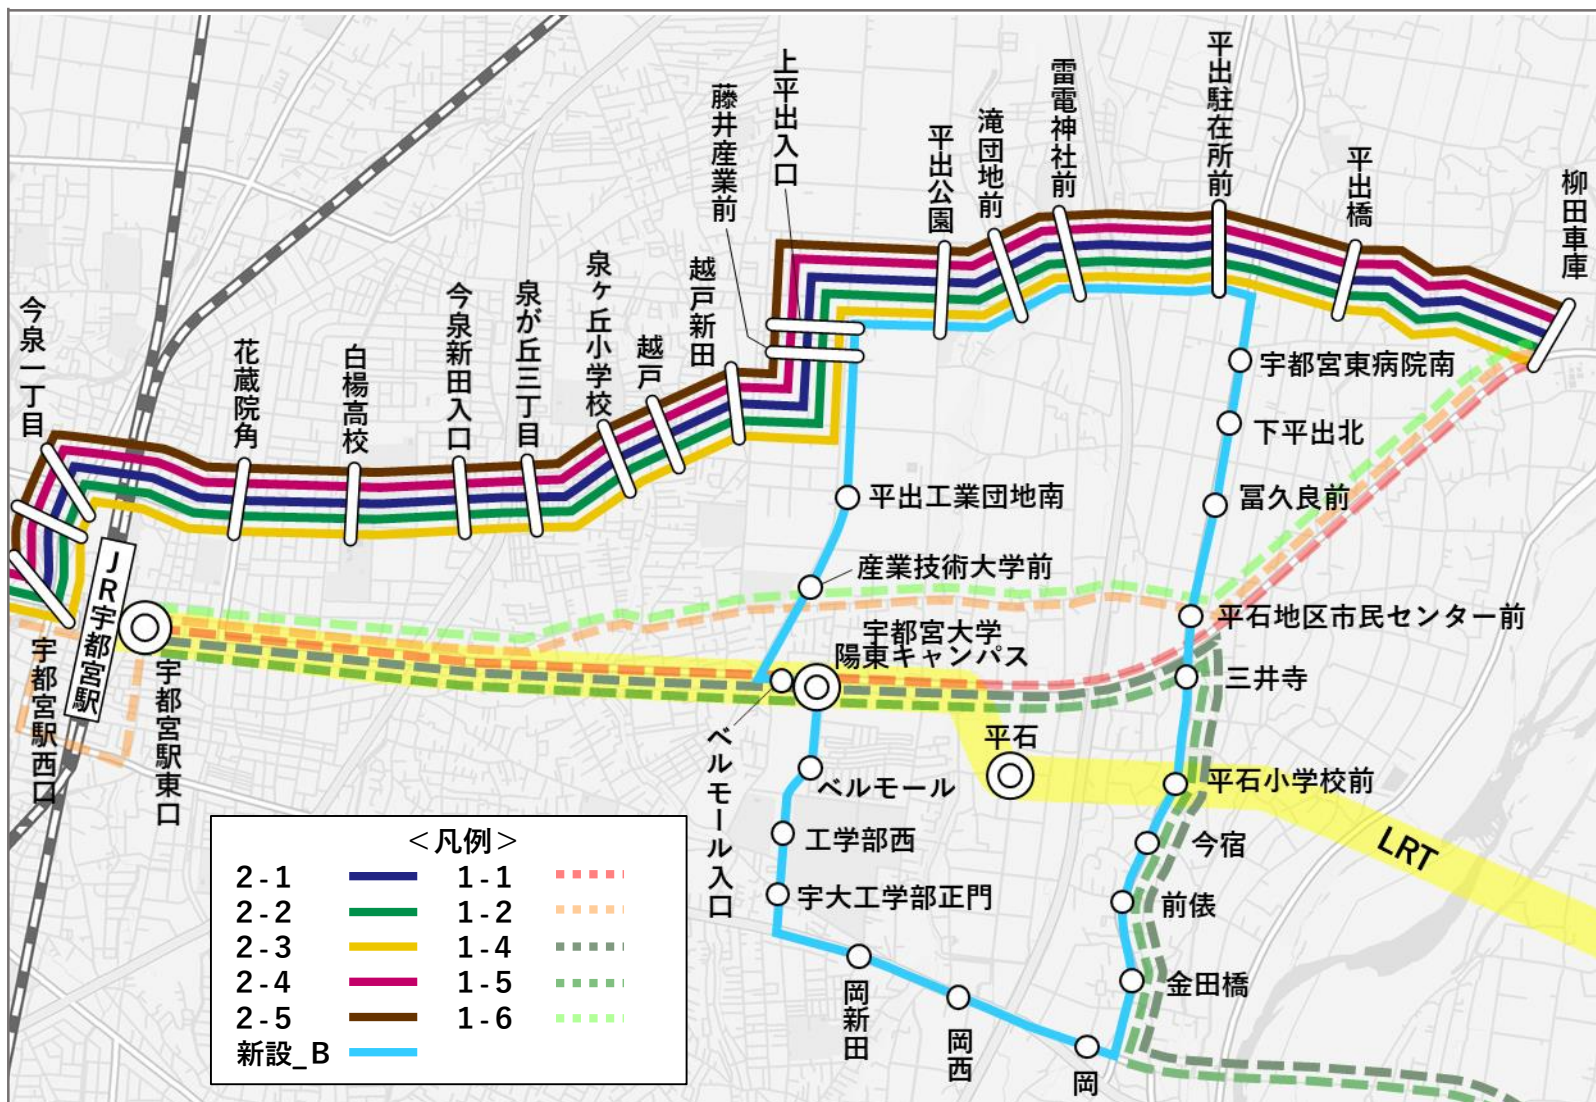 今泉一丁目
花蔵院角
白楊高校
今泉新田入口
泉が丘三丁目
泉ヶ丘小学校
越戸
越戸新田
藤井産業前
上平出入口
平出公園
滝団地前
雷電神社前
平出駐在所前
平出橋
柳田車庫
宇都宮東病院南
下平出北
冨久良前
平出工業団地南
産業技術大学前
平石地区市民センター前
宇都宮大学
陽東キャンパス
三井寺
JR宇都宮駅
宇都宮駅西口
宇都宮駅東口
ベルモール入口
平石
ベルモール
平石小学校前
工学部西
今宿
LRT
宇大工学部正門
前俵
金田橋
岡新田
岡西
岡
＜凡例＞
2-1 1-1
2-2 1-2
2-3 1-4
2-4 1-5
2-5 1-6
新設_B